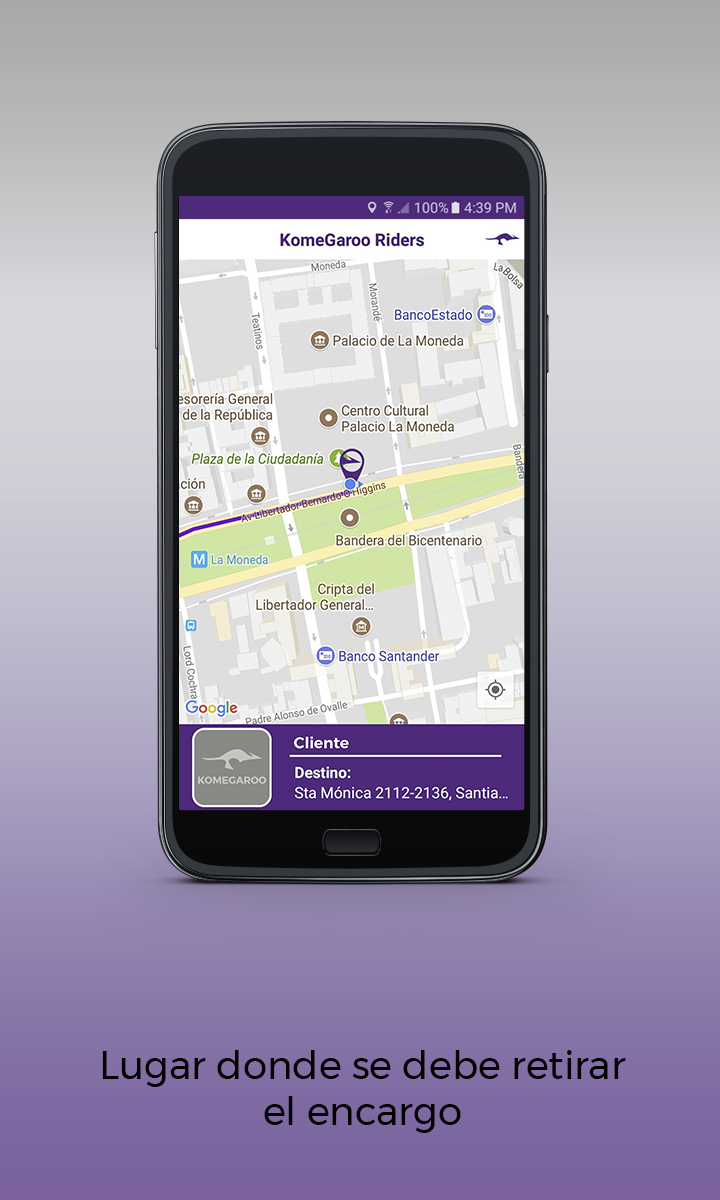 100% 4:39 PM
KomeGaroo Riders
Moneda
La Bolsa
Morandé
Teatinos
BancoEstado
Palacio de La Moneda
esorería General
de la República
Centro Cultural
Palacio La Moneda
Plaza de la Ciudadanía
Bandera
ción
Av Libertador Bernardo O'Higgins
Bandera del Bicentenario
M La Moneda
Cripta del
Libertador General...
Banco Santander
Lord Cochra
Google
Padre Alonso de Ovalle
KOMEGAROO
Cliente
Destino:
Sta Mónica 2112-2136, Santia...
Lugar donde se debe retirar
el encargo